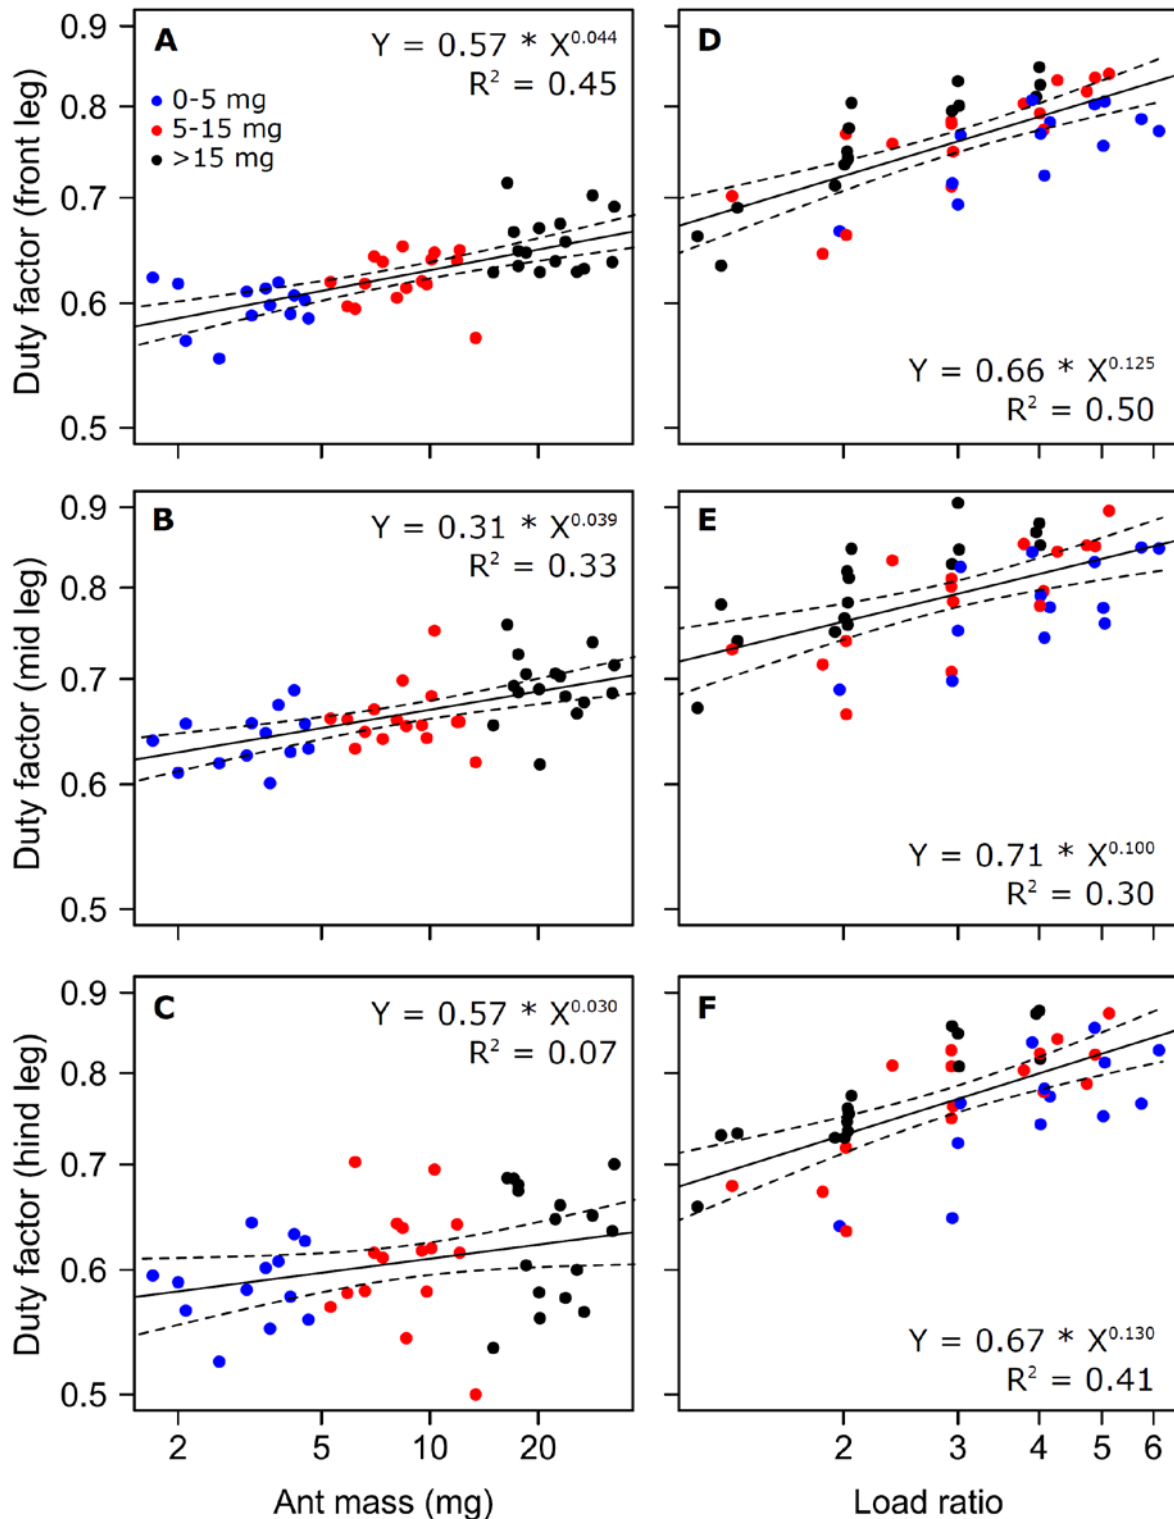 A
Y = 0.57 * X^0.044
R² = 0.45
0-5 mg
5-15 mg
>15 mg
Duty factor (front leg)
0.9
0.8
0.7
0.6
0.5
D
Y = 0.66 * X^0.125
R² = 0.50
B
Y = 0.31 * X^0.039
R² = 0.33
Duty factor (mid leg)
0.9
0.8
0.7
0.6
0.5
E
Y = 0.71 * X^0.100
R² = 0.30
C
Y = 0.57 * X^0.030
R² = 0.07
Duty factor (hind leg)
0.9
0.8
0.7
0.6
0.5
2 5 10 20
Ant mass (mg)
F
Y = 0.67 * X^0.130
R² = 0.41
2 3 4 5 6
Load ratio